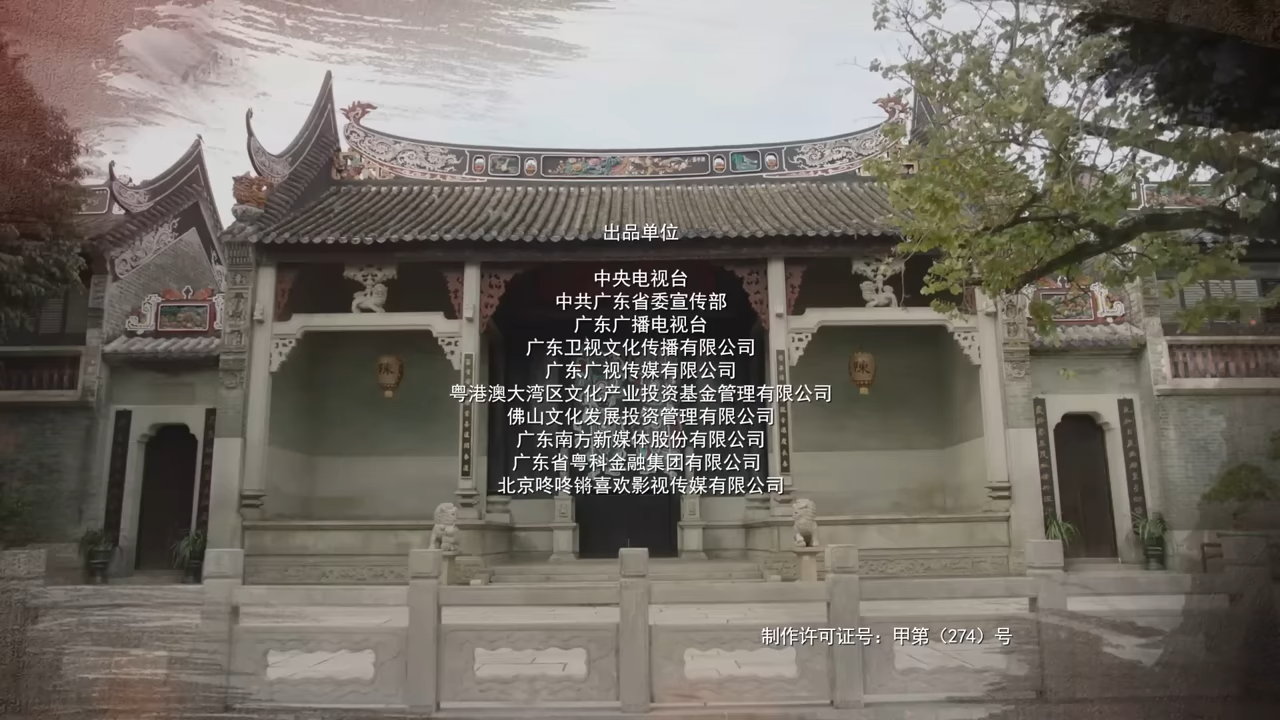 出品单位
中央电视台
中共广东省委宣传部
广东广播电视台
广东卫视文化传播有限公司
广东广视传媒有限公司
粤港澳大湾区文化产业投资基金管理有限公司
佛山文化发展投资管理有限公司
广东南方新媒体股份有限公司
广东省粤科金融集团有限公司
北京咚咚锵喜欢影视传媒有限公司
陳
陳
制作许可证号：甲第（274）号